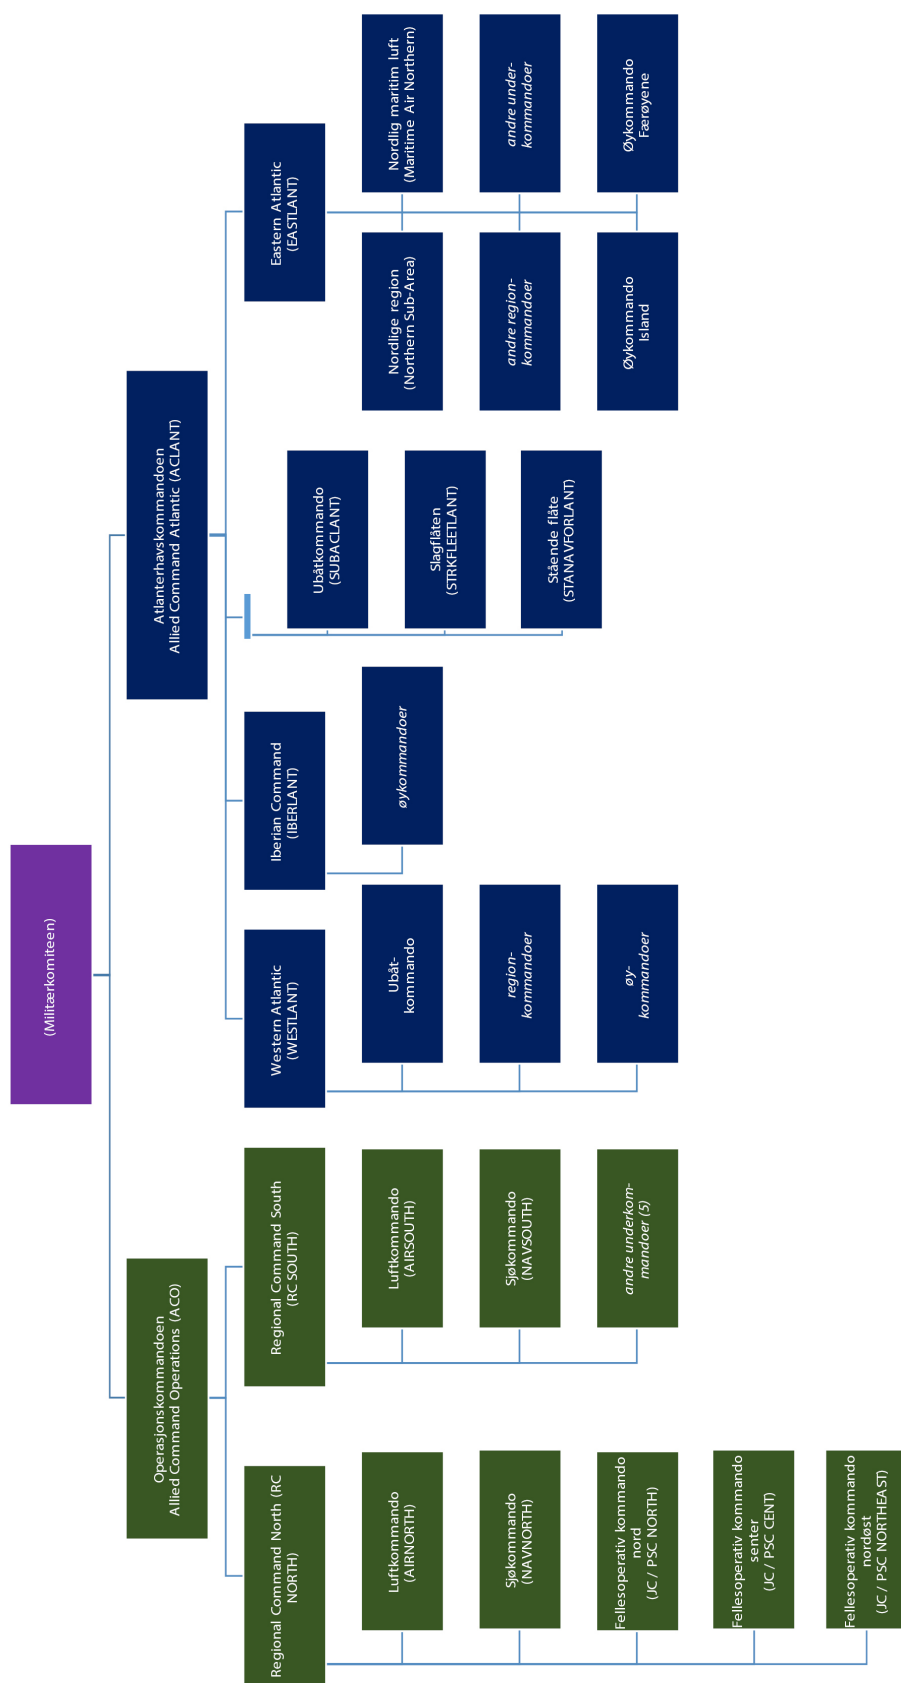 (Militærkomiteen)
Operasjonskommandoen
Allied Command Operations (ACO)
Atlanterhavskommandoen
Allied Command Atlantic (ACLANT)
Regional Command North (RC
NORTH)
Luftkommando
(AIRNORTH)
Sjøkommando
(NAVNORTH)
Fellesoperativ kommando
nord
(JC / PSC NORTH)
Fellesoperativ kommando
senter
(JC / PSC CENT)
Fellesoperativ kommando
nordøst
(JC / PSC NORTHEAST)
Regional Command South
(RC SOUTH)
Luftkommando
(AIRSOUTH)
Sjøkommando
(NAVSOUTH)
andre underkom-
mandoer (5)
Western Atlantic
(WESTLANT)
Ubåt-
kommando
region-
kommandoer
øy-
kommandoer
Iberian Command
(IBERLANT)
øykommandoer
Ubåtkommando
(SUBACLANT)
Slagflåten
(STRKFLEETLANT)
Stående flåte
(STANAVFORLANT)
Eastern Atlantic
(EASTLANT)
Nordlige region
(Northern Sub-Area)
Nordlig maritim luft
(Maritime Air Northern)
andre region-
kommandoer
andre under-
kommandoer
Øykommando
Island
Øykommando
Færøyene